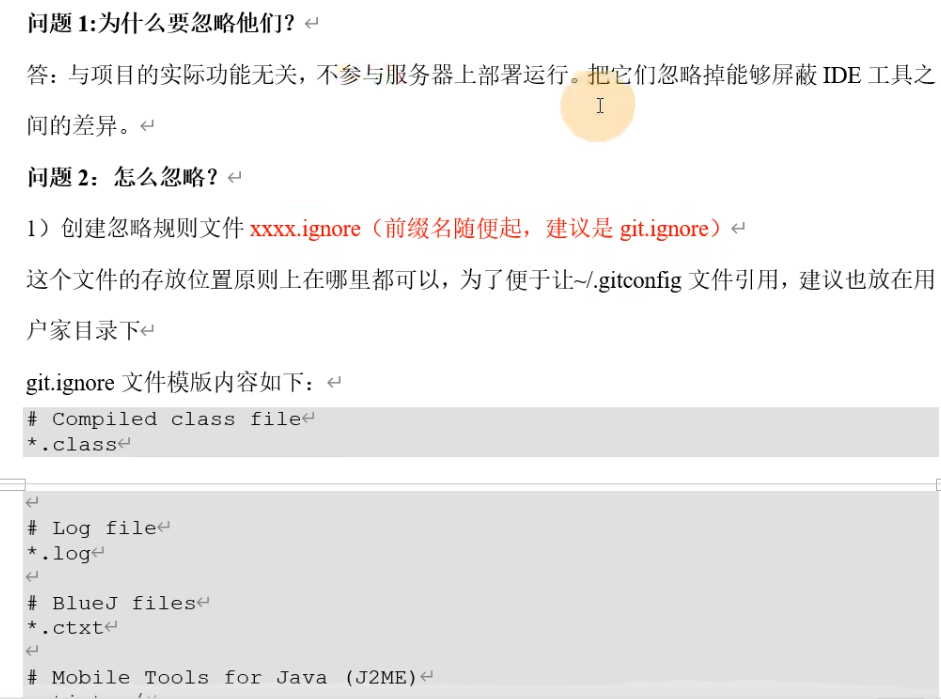 问题 1:为什么要忽略他们？
答：与项目的实际功能无关，不参与服务器上部署运行。把它们忽略掉能够屏蔽 IDE 工具之
间的差异。
问题 2：怎么忽略？
1）创建忽略规则文件 xxxx.ignore（前缀名随便起，建议是 git.ignore）
这个文件的存放位置原则上在哪里都可以，为了便于让~/.gitconfig 文件引用，建议也放在用
户家目录下
git.ignore 文件模版内容如下：
# Compiled class file
*.class
# Log file
*.log
# BlueJ files
*.ctxt
# Mobile Tools for Java (J2ME)